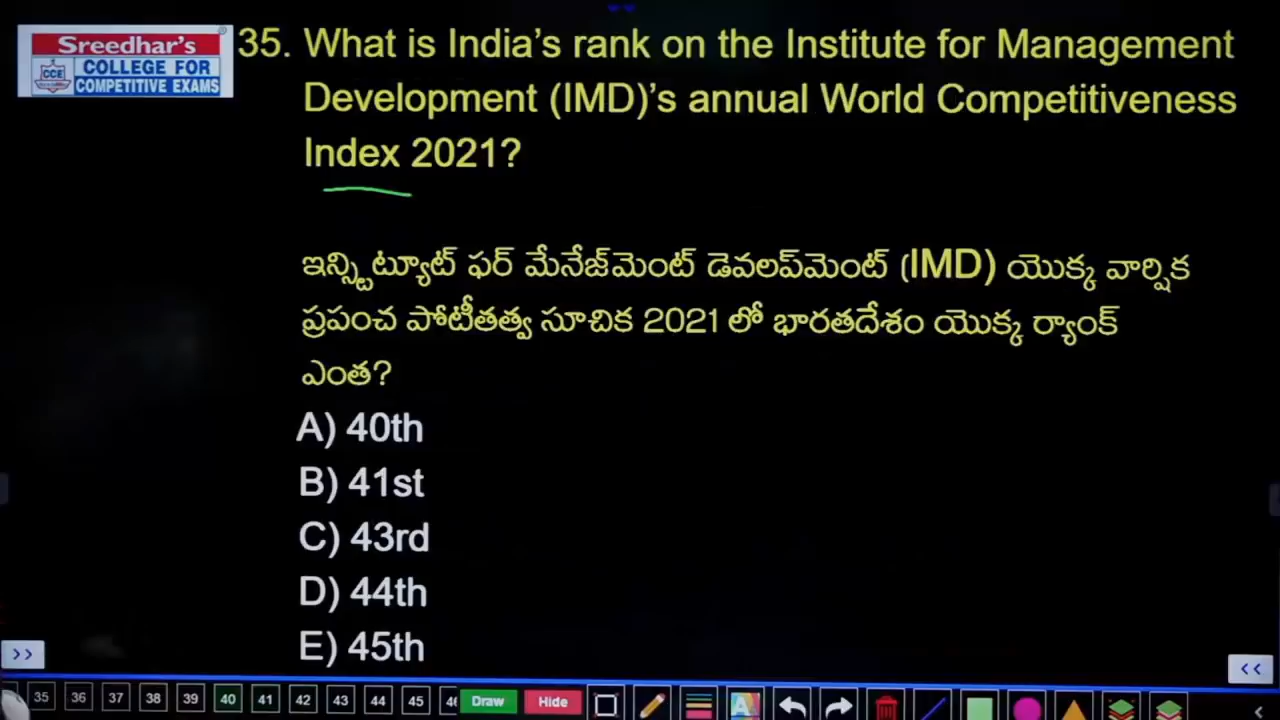 Sreedhar's
CCE
COLLEGE FOR
COMPETITIVE EXAMS
35. What is India's rank on the Institute for Management
Development (IMD)'s annual World Competitiveness
Index 2021?
ఇన్స్టిట్యూట్ ఫర్ మేనేజ్‌మెంట్ డెవలప్‌మెంట్ (IMD) యొక్క వార్షిక
ప్రపంచ పోటీతత్వ సూచిక 2021 లో భారతదేశం యొక్క ర్యాంక్
ఎంత?
A) 40th
B) 41st
C) 43rd
D) 44th
E) 45th
>> <<
35 36 37 38 39 40 41 42 43 44 45 Draw Hide